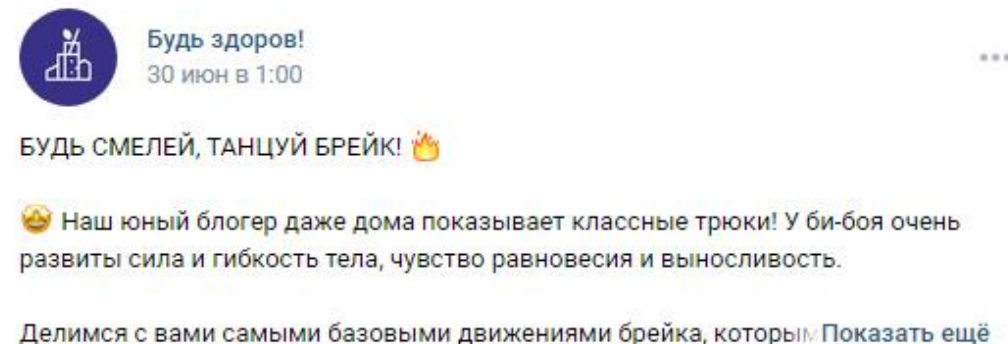 Будь здоров!
30 июн в 1:00
БУДЬ СМЕЛЕЙ, ТАНЦУЙ БРЕЙК! 🔥
🤩 Наш юный блогер даже дома показывает классные трюки! У би-боя очень
развиты сила и гибкость тела, чувство равновесия и выносливость.
Делимся с вами самыми базовыми движениями брейка, которым Показать ещё